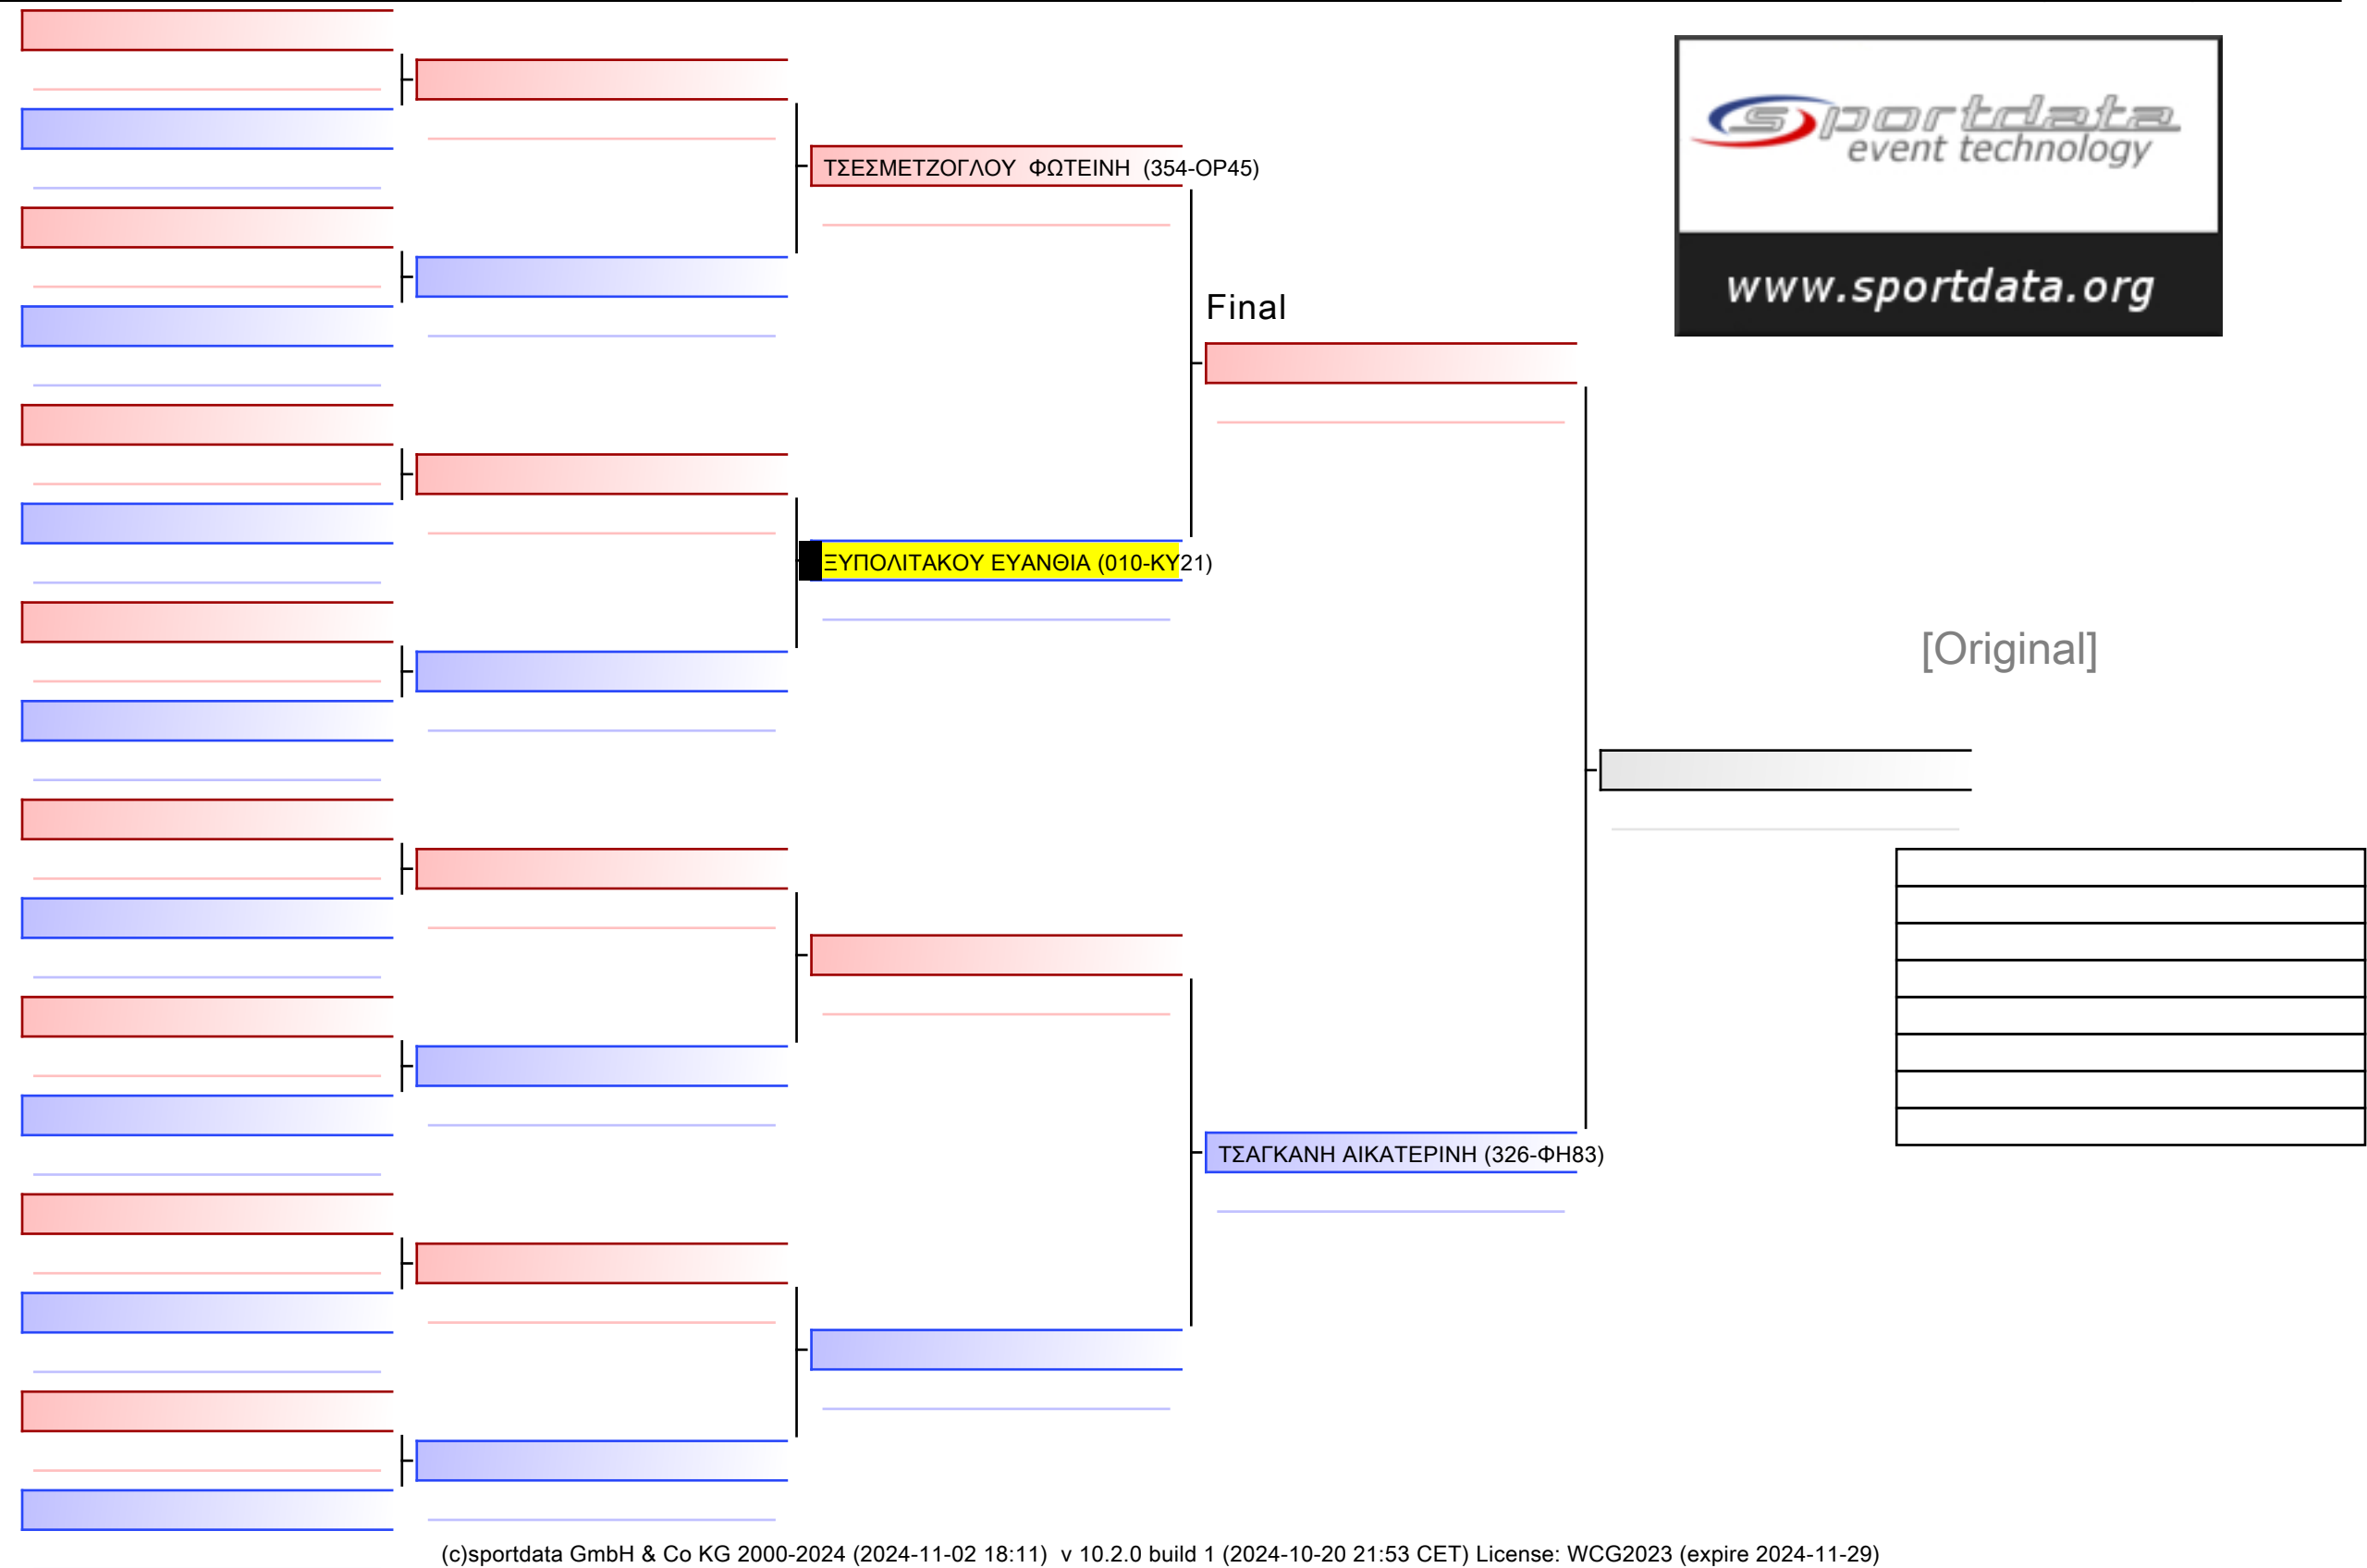 ΤΣΕΣΜΕΤΖΟΓΛΟΥ  ΦΩΤΕΙΝΗ  (354-ΟΡ45)
sportdata
event technology
www.sportdata.org
Final
ΞΥΠΟΛΙΤΑΚΟΥ ΕΥΑΝΘΙΑ (010-ΚΥ21)
[Original]
ΤΣΑΓΚΑΝΗ ΑΙΚΑΤΕΡΙΝΗ (326-ΦΗ83)
(c)sportdata GmbH & Co KG 2000-2024 (2024-11-02 18:11)  v 10.2.0 build 1 (2024-10-20 21:53 CET) License: WCG2023 (expire 2024-11-29)